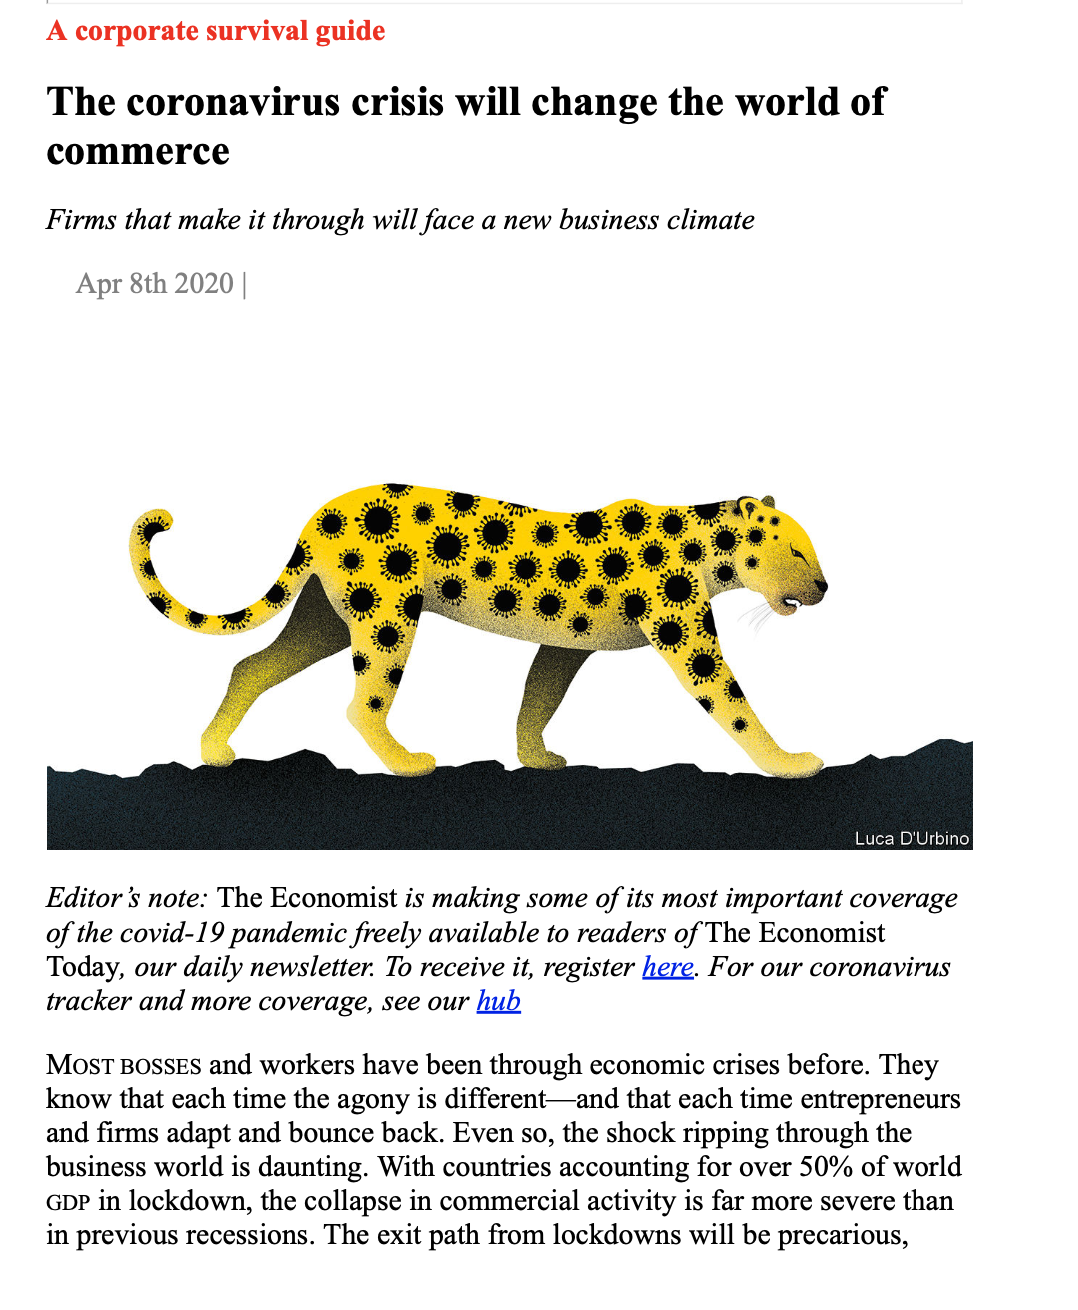 A corporate survival guide
The coronavirus crisis will change the world of
commerce
Firms that make it through will face a new business climate
Apr 8th 2020 |
Luca D'Urbino
Editor’s note: The Economist is making some of its most important coverage
of the covid-19 pandemic freely available to readers of The Economist
Today, our daily newsletter. To receive it, register here. For our coronavirus
tracker and more coverage, see our hub
MOST BOSSES and workers have been through economic crises before. They
know that each time the agony is different—and that each time entrepreneurs
and firms adapt and bounce back. Even so, the shock ripping through the
business world is daunting. With countries accounting for over 50% of world
GDP in lockdown, the collapse in commercial activity is far more severe than
in previous recessions. The exit path from lockdowns will be precarious,